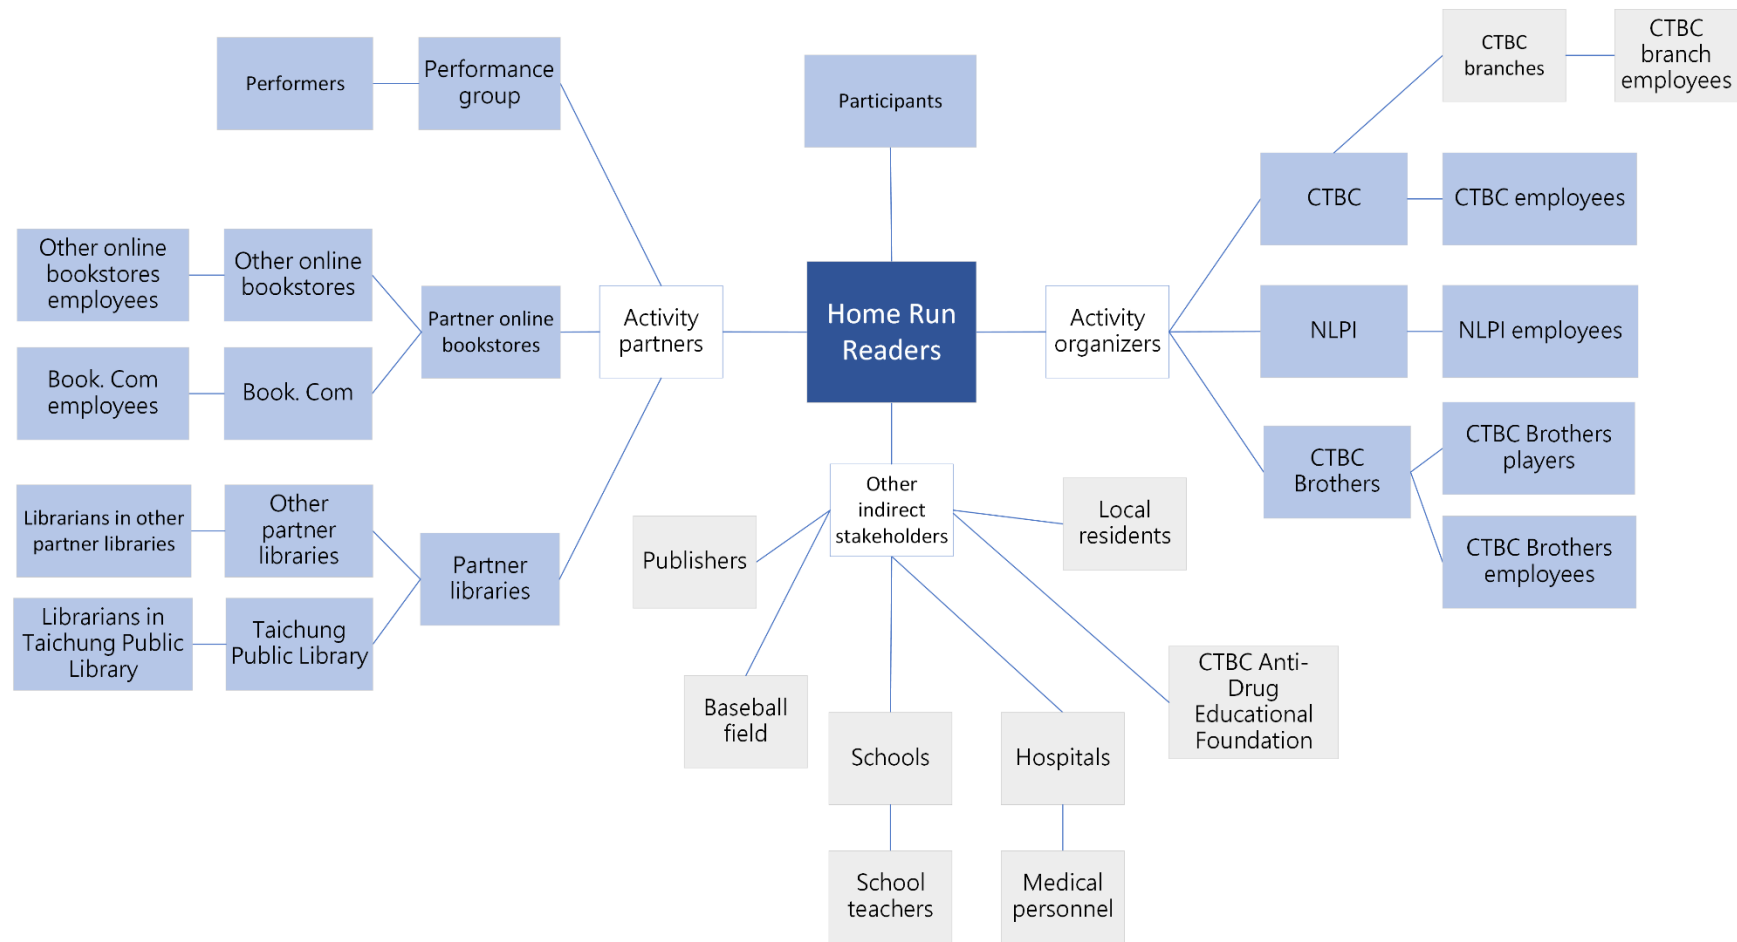 Performers
Performance
group
Participants
CTBC
branches
CTBC
branch
employees
CTBC
CTBC employees
Other online
bookstores
employees
Other online
bookstores
Partner online
bookstores
Activity
partners
Home Run
Readers
Activity
organizers
NLPI
NLPI employees
Book. Com
employees
Book. Com
CTBC
Brothers
CTBC Brothers
players
CTBC Brothers
employees
Librarians in other
partner libraries
Other
partner
libraries
Partner
libraries
Librarians in
Taichung Public
Library
Taichung
Public Library
Other
indirect
stakeholders
Publishers
Local
residents
Baseball
field
Schools
Hospitals
CTBC Anti-
Drug
Educational
Foundation
School
teachers
Medical
personnel